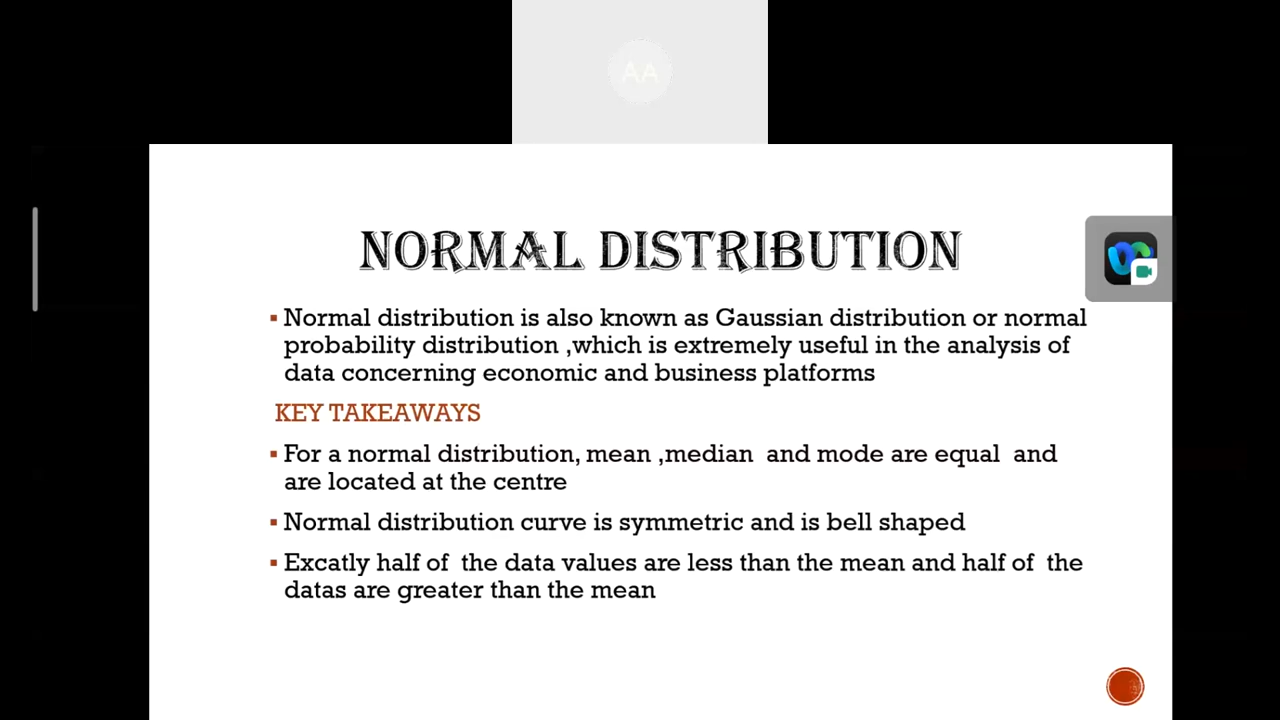 AA
NORMAL DISTRIBUTION
Normal distribution is also known as Gaussian distribution or normal
probability distribution ,which is extremely useful in the analysis of
data concerning economic and business platforms
KEY TAKEAWAYS
For a normal distribution, mean ,median and mode are equal and
are located at the centre
Normal distribution curve is symmetric and is bell shaped
Excatly half of the data values are less than the mean and half of the
datas are greater than the mean